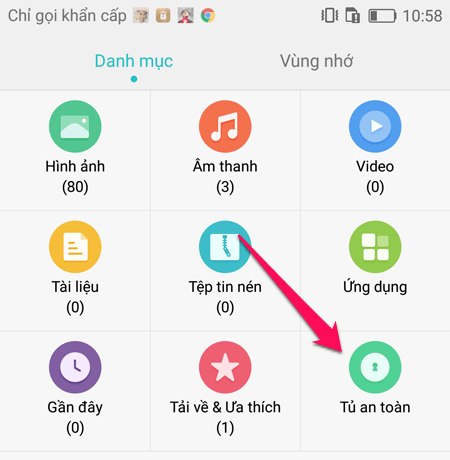 Chỉ gọi khẩn cấp 10:58
Danh mục Vùng nhớ
Hình ảnh Âm thanh Video
(80) (3) (0)
Tài liệu Tệp tin nén Ứng dụng
(0) (0)
Gần đây Tải về & Ưa thích Tủ an toàn
(0) (1)